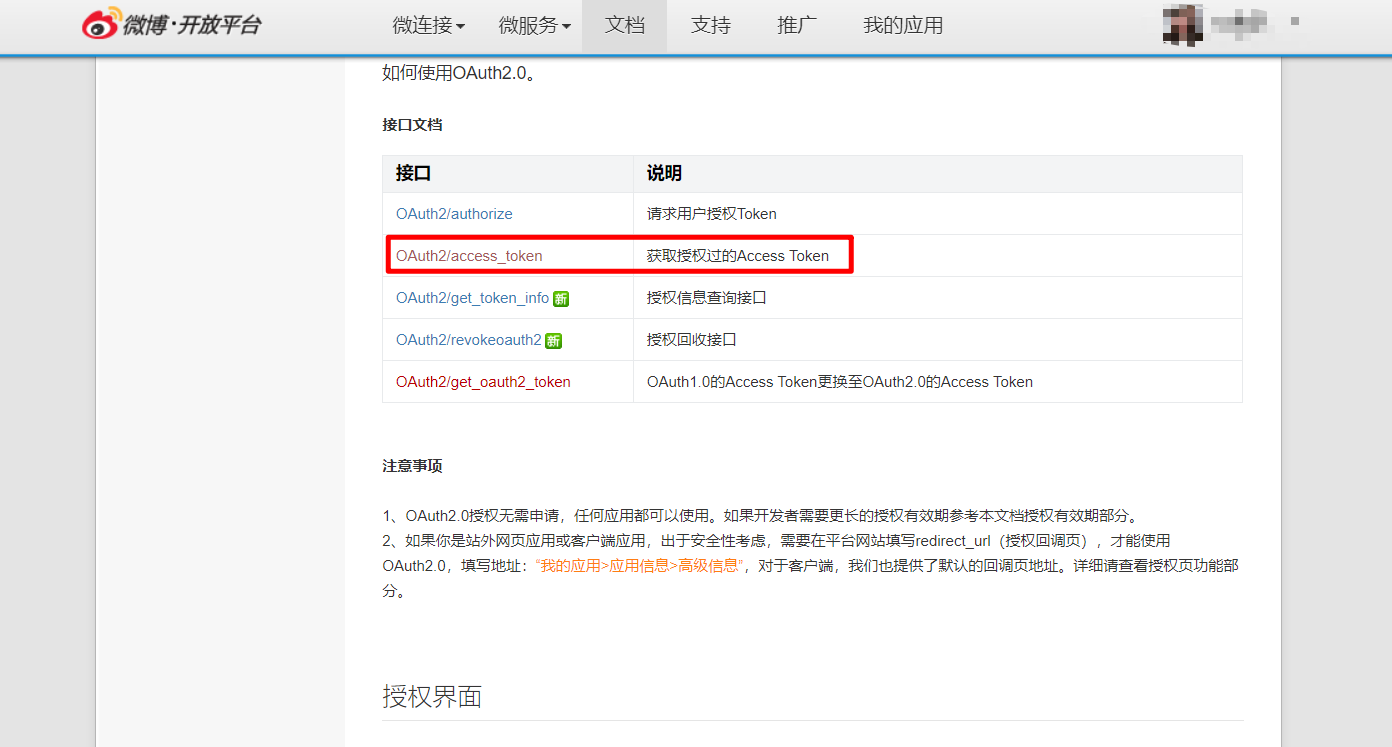 微博·开放平台 微连接 微服务 文档 支持 推广 我的应用
如何使用OAuth2.0。
接口文档
接口 说明
OAuth2/authorize 请求用户授权Token
OAuth2/access_token 获取授权过的Access Token
OAuth2/get_token_info 新 授权信息查询接口
OAuth2/revokeoauth2 新 授权回收接口
OAuth2/get_oauth2_token OAuth1.0的Access Token更换至OAuth2.0的Access Token
注意事项
1、OAuth2.0授权无需申请，任何应用都可以使用。如果开发者需要更长的授权有效期参考本文档授权有效期部分。
2、如果你是站外网页应用或客户端应用，出于安全性考虑，需要在平台网站填写redirect_url（授权回调页），才能使用
OAuth2.0，填写地址：“我的应用>应用信息>高级信息”，对于客户端，我们也提供了默认的回调页地址。详细请查看授权页功能部
分。
授权界面